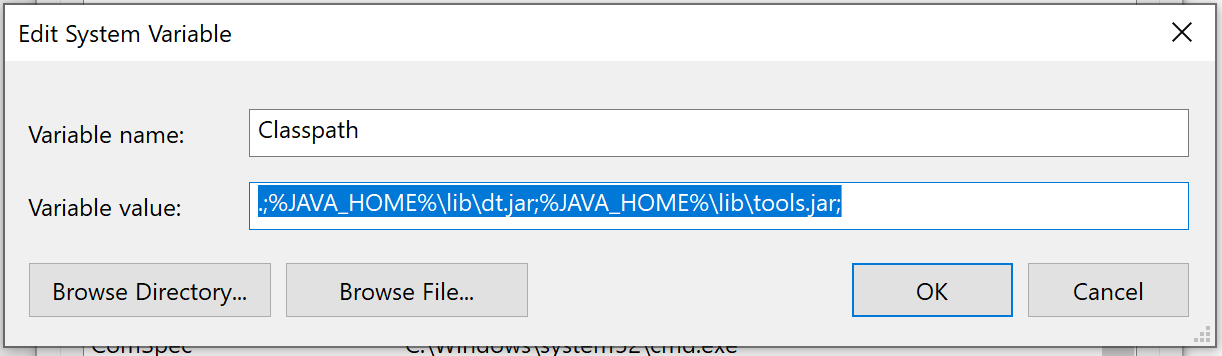 Edit System Variable
Variable name:
Classpath
Variable value:
.;%JAVA_HOME%\lib\dt.jar;%JAVA_HOME%\lib\tools.jar;
Browse Directory...
Browse File...
OK
Cancel
ComSpec
C:\Windows\system32\cmd.exe